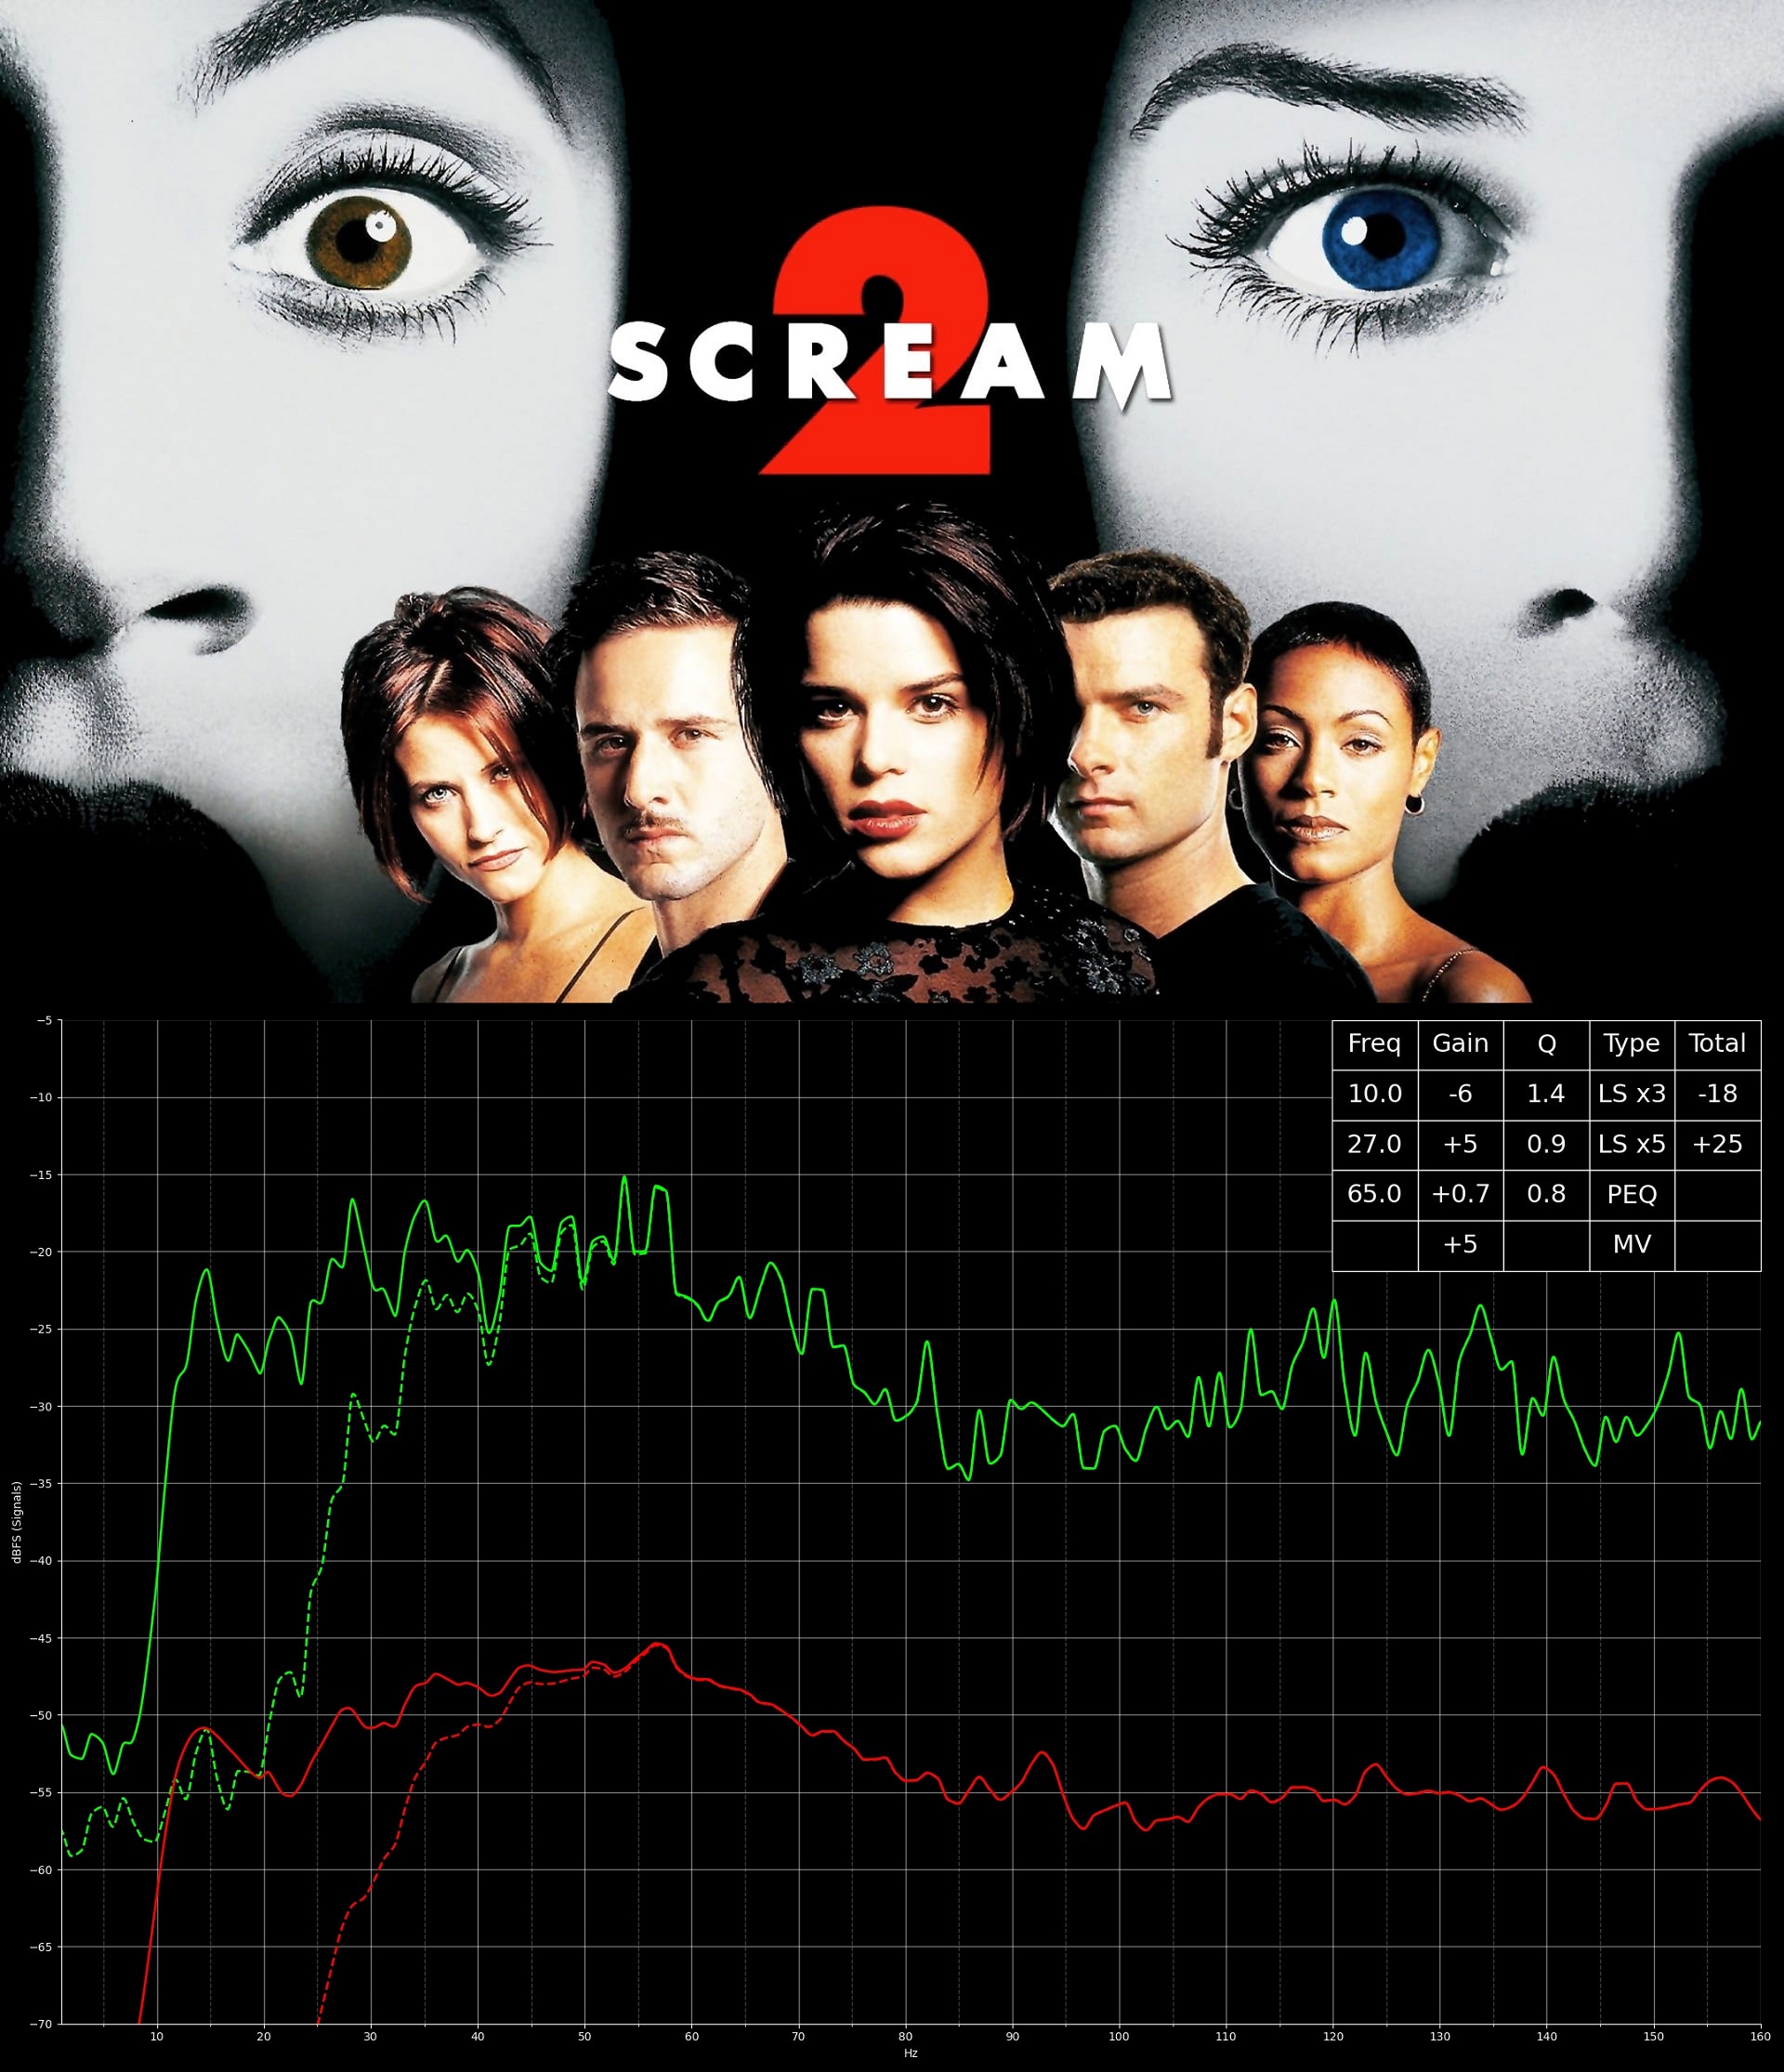 2
SCREAM
Freq Gain Q Type Total
10.0 -6 1.4 LS x3 -18
27.0 +5 0.9 LS x5 +25
65.0 +0.7 0.8 PEQ
+5 MV
−5
−10
−15
−20
−25
−30
−35
−40
−45
−50
−55
−60
−65
−70
dBFS (Signals)
10 20 30 40 50 60 70 80 90 100 110 120 130 140 150 160
Hz